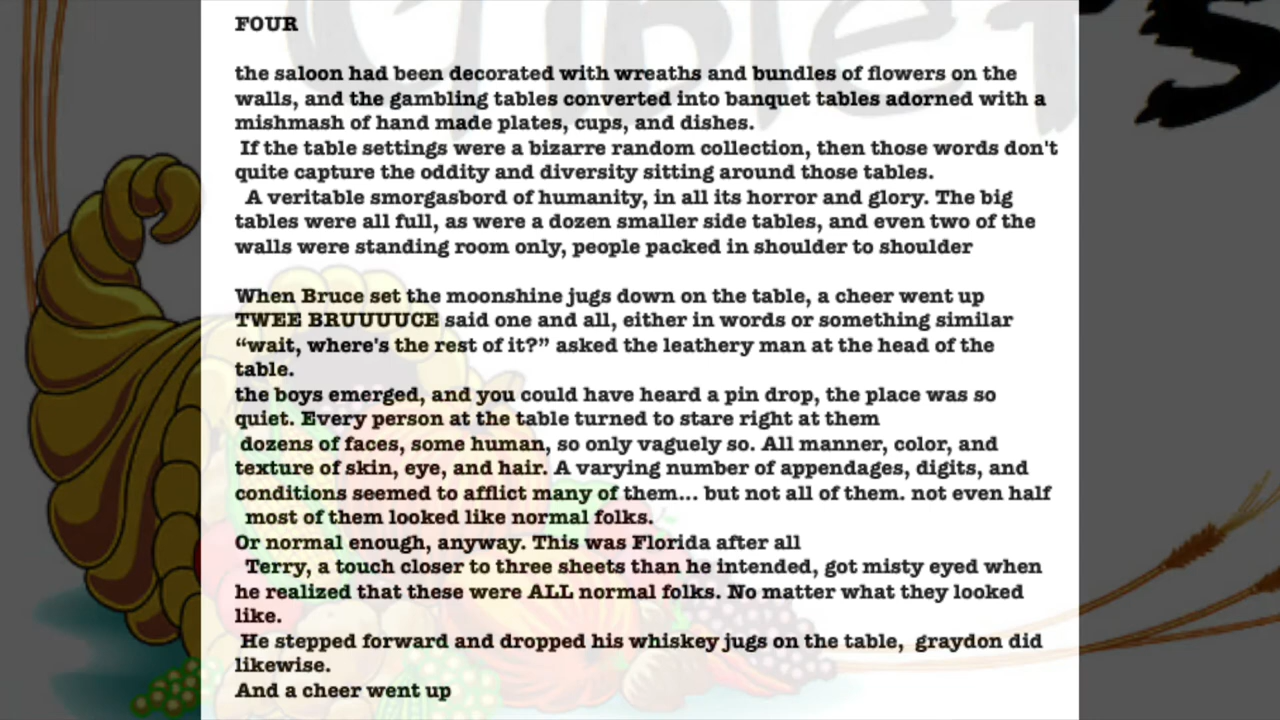 FOUR
the saloon had been decorated with wreaths and bundles of flowers on the
walls, and the gambling tables converted into banquet tables adorned with a
mishmash of hand made plates, cups, and dishes.
If the table settings were a bizarre random collection, then those words don't
quite capture the oddity and diversity sitting around those tables.
A veritable smorgasbord of humanity, in all its horror and glory. The big
tables were all full, as were a dozen smaller side tables, and even two of the
walls were standing room only, people packed in shoulder to shoulder
When Bruce set the moonshine jugs down on the table, a cheer went up
TWEE BRUUUUCE said one and all, either in words or something similar
“wait, where's the rest of it?” asked the leathery man at the head of the
table.
the boys emerged, and you could have heard a pin drop, the place was so
quiet. Every person at the table turned to stare right at them
dozens of faces, some human, so only vaguely so. All manner, color, and
texture of skin, eye, and hair. A varying number of appendages, digits, and
conditions seemed to afflict many of them... but not all of them. not even half
most of them looked like normal folks.
Or normal enough, anyway. This was Florida after all
Terry, a touch closer to three sheets than he intended, got misty eyed when
he realized that these were ALL normal folks. No matter what they looked
like.
He stepped forward and dropped his whiskey jugs on the table, graydon did
likewise.
And a cheer went up